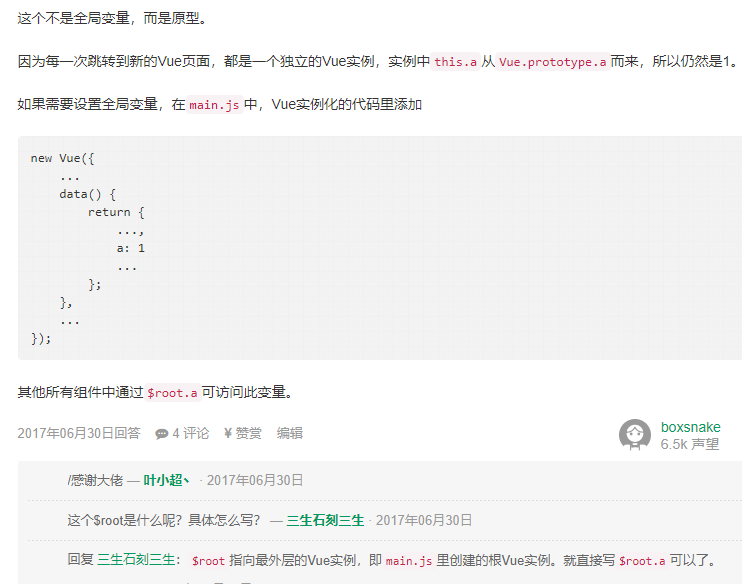 这个不是全局变量，而是原型。
因为每一次跳转到新的Vue页面，都是一个独立的Vue实例，实例中 this.a 从 Vue.prototype.a 而来，所以仍然是1。
如果需要设置全局变量，在 main.js 中，Vue实例化的代码里添加
new Vue({
    ...
    data() {
        return {
            ...,
            a: 1
            ...
        };
    },
    ...
});
其他所有组件中通过 $root.a 可访问此变量。
2017年06月30日回答 4 评论 ¥ 赞赏 编辑
boxsnake
6.5k 声望
/感谢大佬 — 叶小超丶 · 2017年06月30日
这个$root是什么呢？具体怎么写？ — 三生石刻三生 · 2017年06月30日
回复 三生石刻三生： $root 指向最外层的Vue实例，即 main.js 里创建的根Vue实例。就直接写 $root.a 可以了。